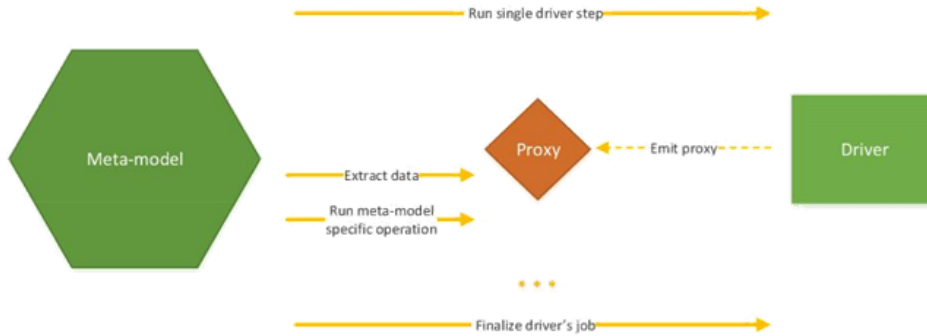 Run single driver step
Meta-model
Proxy
Emit proxy
Driver
Extract data
Run meta-model
specific operation
Finalize driver's job